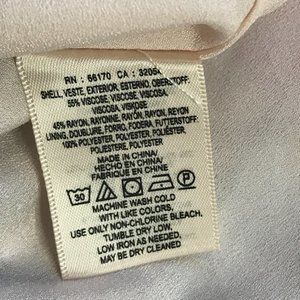 RN : 66170 CA : 32054
SHELL, VESTE, EXTERIOR, ESTERNO, OBERSTOFF:
55% VISCOSE, VISCOSE, VISCOSA,
VISCOSA, VISKOSE
45% RAYON, RAYONNE, RAYÓN, RAYON, RAYON
LINING, DOUBLURE, FORRO, FODERA, FUTTERSTOFF:
100% POLYESTER, POLYESTER, POLIÉSTER,
POLIESTERE, POLYESTER
MADE IN CHINA/
HECHO EN CHINA/
FABRIQUÉ EN CHINE
30 P
MACHINE WASH COLD
WITH LIKE COLORS,
USE ONLY NON-CHLORINE BLEACH.
TUMBLE DRY LOW.
LOW IRON AS NEEDED.
MAY BE DRY CLEANED